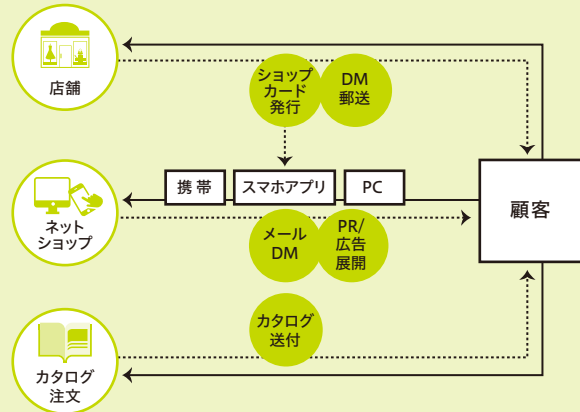 店舗
ショップ
カード
発行
DM
郵送
携 帯
スマホアプリ
PC
顧客
ネット
ショップ
メール
DM
PR/
広告
展開
カタログ
送付
カタログ
注文